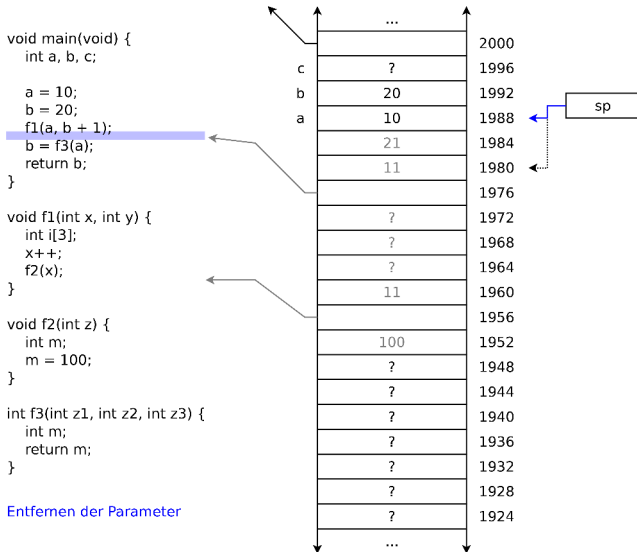 void main(void) {
int a, b, c;
a = 10;
b = 20;
f1(a, b + 1);
b = f3(a);
return b;
}
void f1(int x, int y) {
int i[3];
x++;
f2(x);
}
void f2(int z) {
int m;
m = 100;
}
int f3(int z1, int z2, int z3) {
int m;
return m;
}
Entfernen der Parameter
...
2000
c ? 1996
b 20 1992
a 10 1988
21 1984
11 1980
1976
? 1972
? 1968
? 1964
11 1960
1956
100 1952
? 1948
? 1944
? 1940
? 1936
? 1932
? 1928
? 1924
...
sp